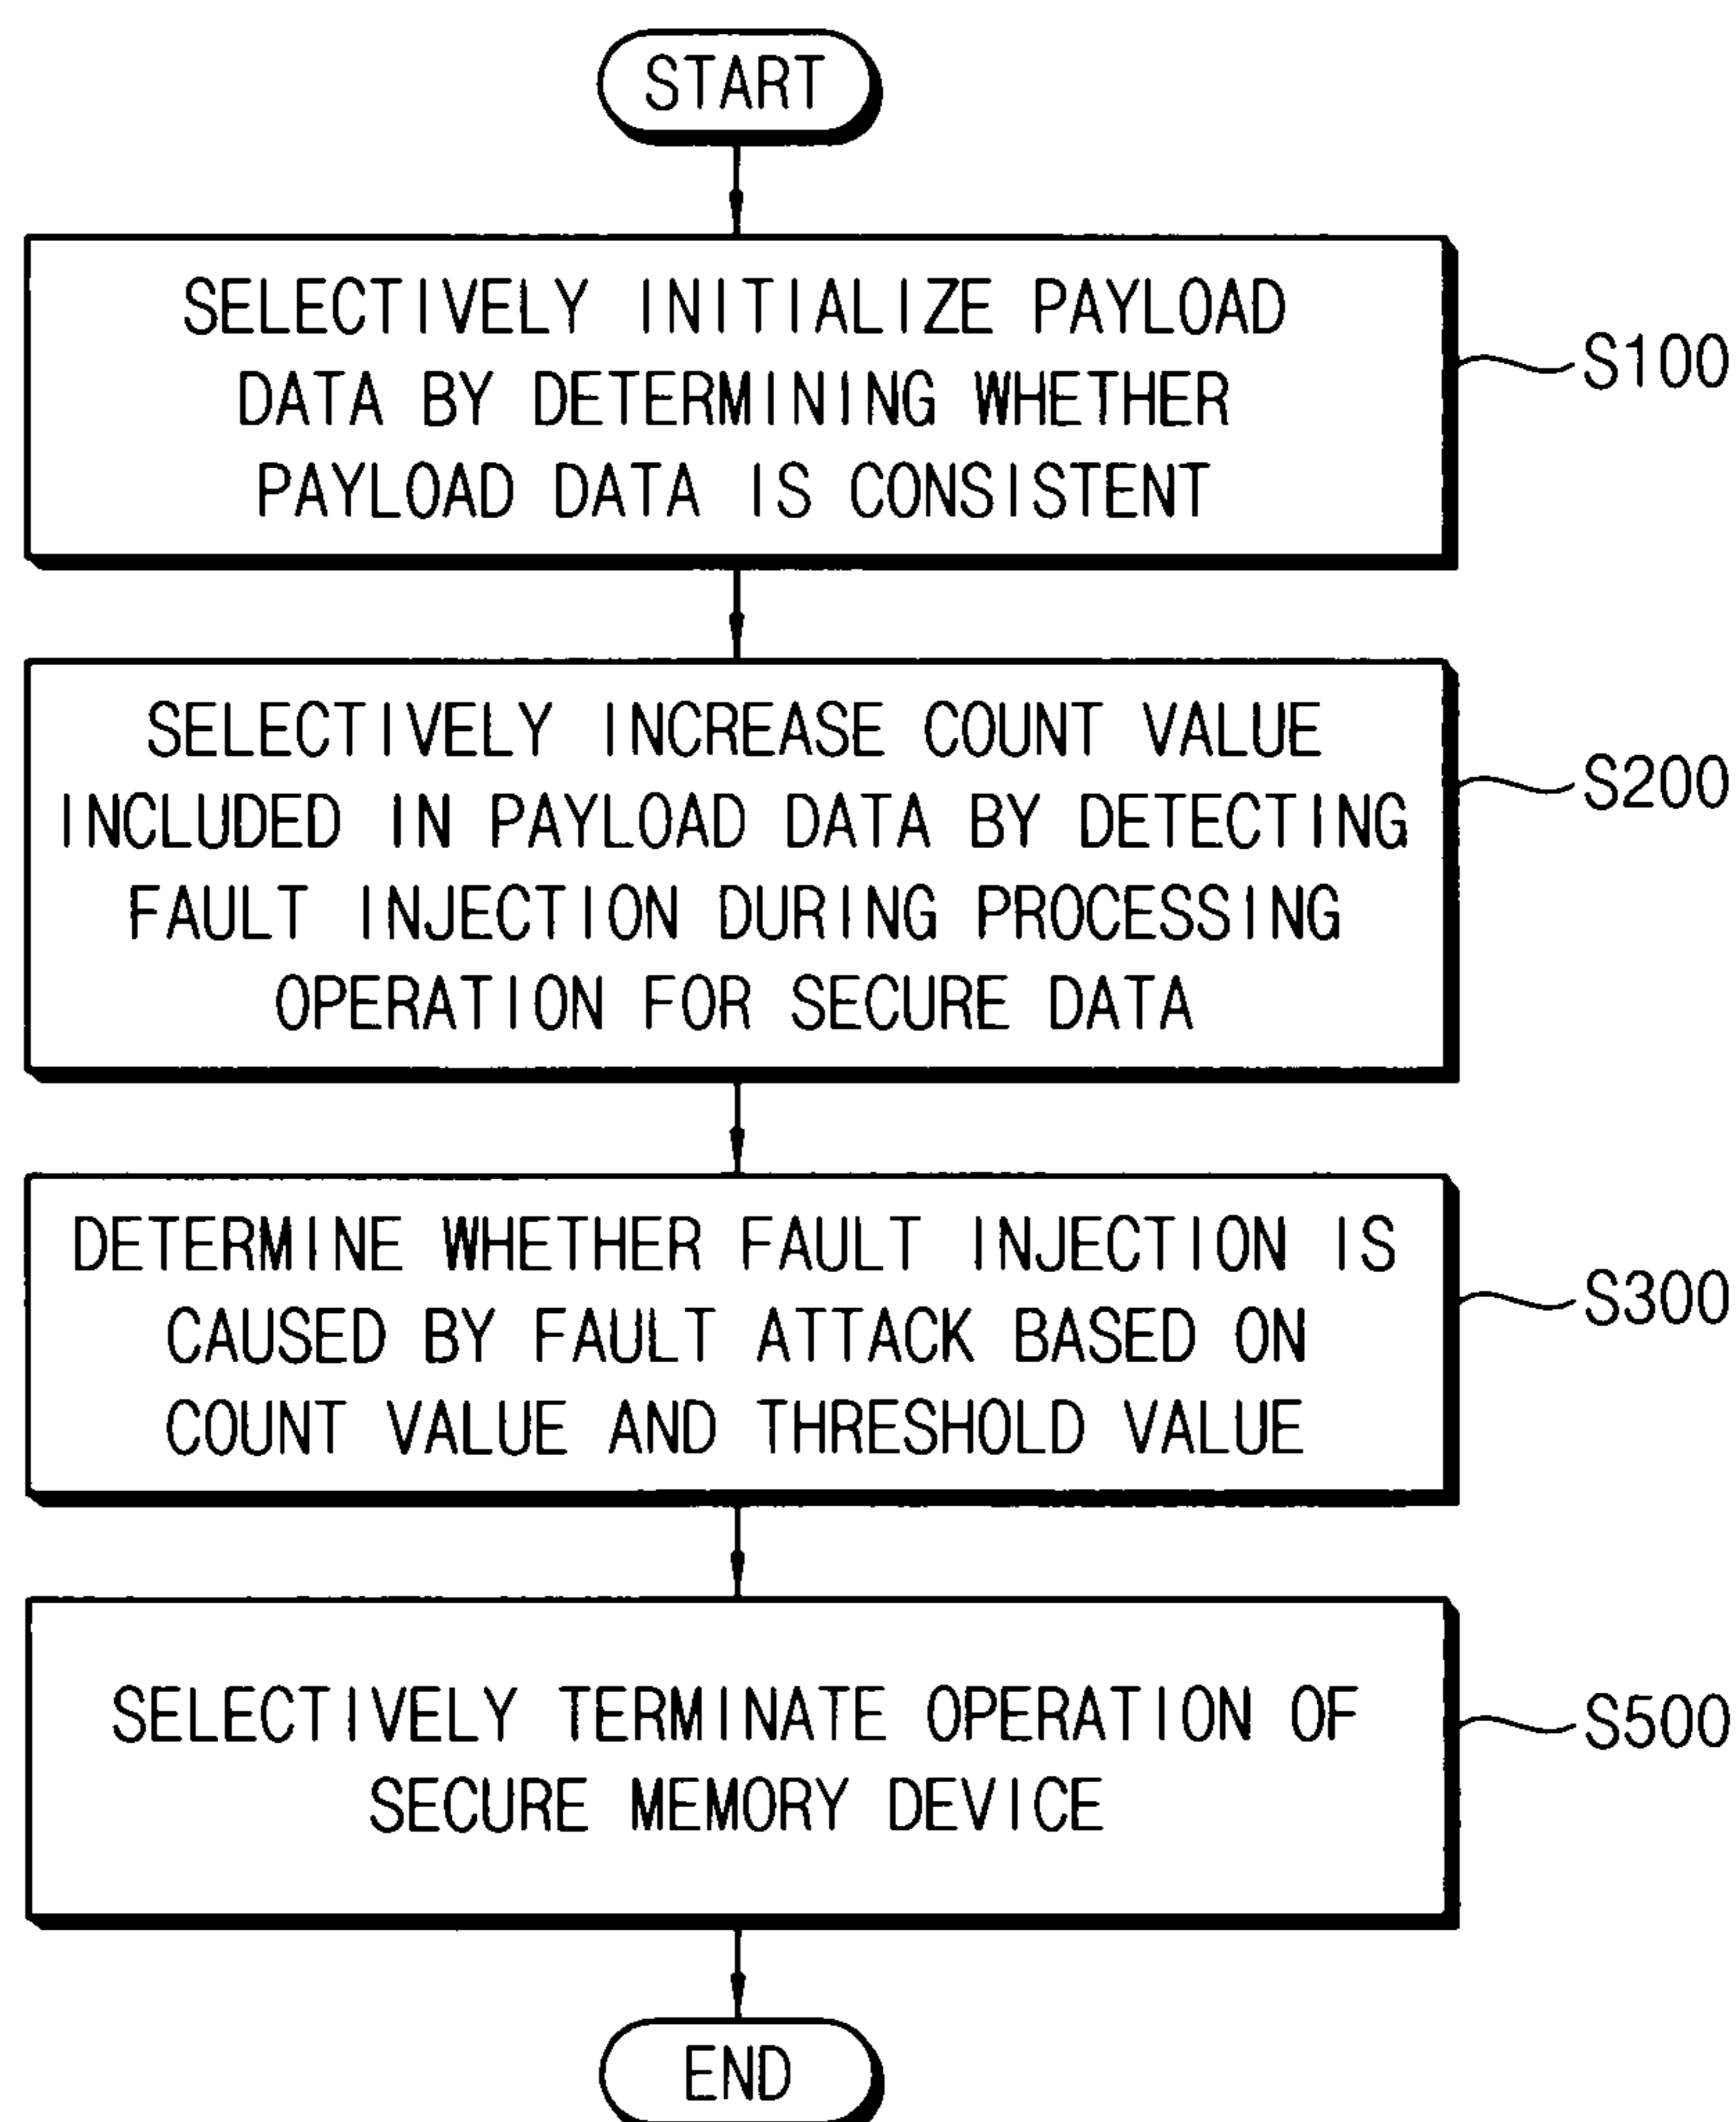 START
SELECTIVELY INITIALIZE PAYLOAD
DATA BY DETERMINING WHETHER
PAYLOAD DATA IS CONSISTENT
S100
SELECTIVELY INCREASE COUNT VALUE
INCLUDED IN PAYLOAD DATA BY DETECTING
FAULT INJECTION DURING PROCESSING
OPERATION FOR SECURE DATA
S200
DETERMINE WHETHER FAULT INJECTION IS
CAUSED BY FAULT ATTACK BASED ON
COUNT VALUE AND THRESHOLD VALUE
S300
SELECTIVELY TERMINATE OPERATION OF
SECURE MEMORY DEVICE
S500
END